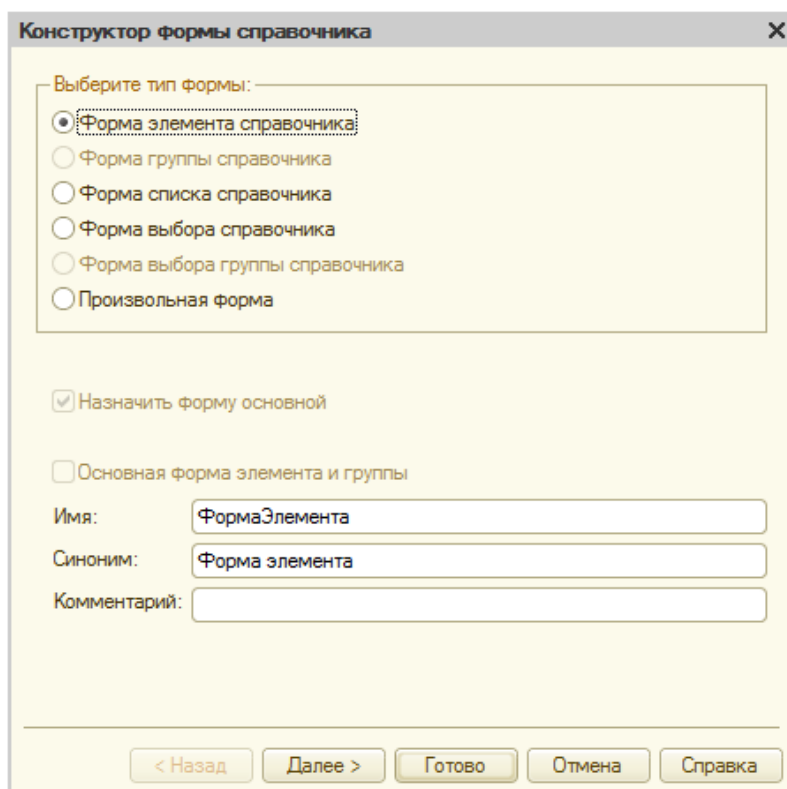 Конструктор формы справочника
Выберите тип формы:
Форма элемента справочника
Форма группы справочника
Форма списка справочника
Форма выбора справочника
Форма выбора группы справочника
Произвольная форма
Назначить форму основной
Основная форма элемента и группы
Имя: ФормаЭлемента
Синоним: Форма элемента
Комментарий:
< Назад Далее > Готово Отмена Справка